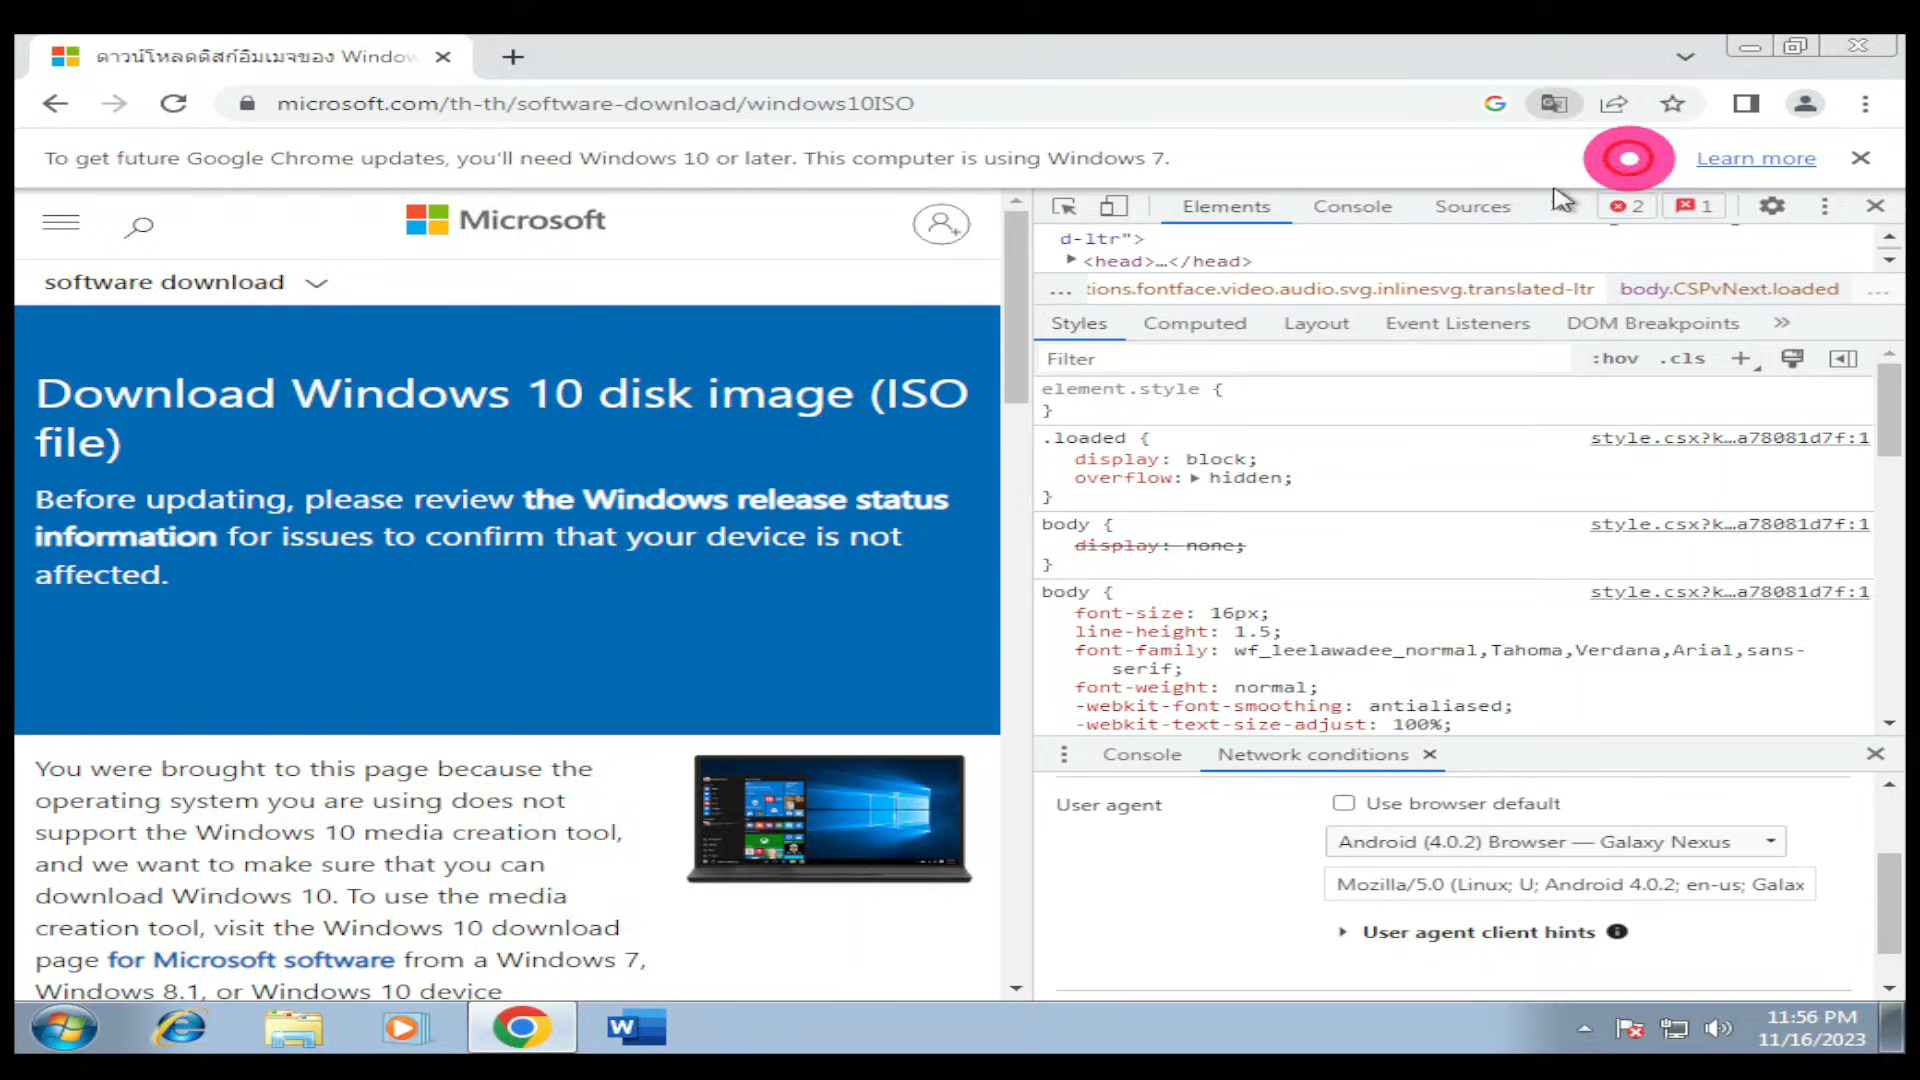 ดาวน์โหลดดิสก์อิมเมจของ Window
microsoft.com/th-th/software-download/windows10ISO
To get future Google Chrome updates, you'll need Windows 10 or later. This computer is using Windows 7.
Learn more
Microsoft
software download
Download Windows 10 disk image (ISO
file)
Before updating, please review the Windows release status
information for issues to confirm that your device is not
affected.
You were brought to this page because the
operating system you are using does not
support the Windows 10 media creation tool,
and we want to make sure that you can
download Windows 10. To use the media
creation tool, visit the Windows 10 download
page for Microsoft software from a Windows 7,
Windows 8.1, or Windows 10 device
Elements Console Sources 2 1
d-ltr">
<head>…</head>
… tions.fontface.video.audio.svg.inlinesvg.translated-ltr body.CSPvNext.loaded …
Styles Computed Layout Event Listeners DOM Breakpoints »
Filter :hov .cls +
element.style {
}
.loaded { style.csx?k…a78081d7f:1
display: block;
overflow: hidden;
}
body { style.csx?k…a78081d7f:1
display: none;
}
body { style.csx?k…a78081d7f:1
font-size: 16px;
line-height: 1.5;
font-family: wf_leelawadee_normal,Tahoma,Verdana,Arial,sans-
serif;
font-weight: normal;
-webkit-font-smoothing: antialiased;
-webkit-text-size-adjust: 100%;
Console Network conditions
User agent Use browser default
Android (4.0.2) Browser — Galaxy Nexus
Mozilla/5.0 (Linux; U; Android 4.0.2; en-us; Galax
User agent client hints
W
11:56 PM
11/16/2023